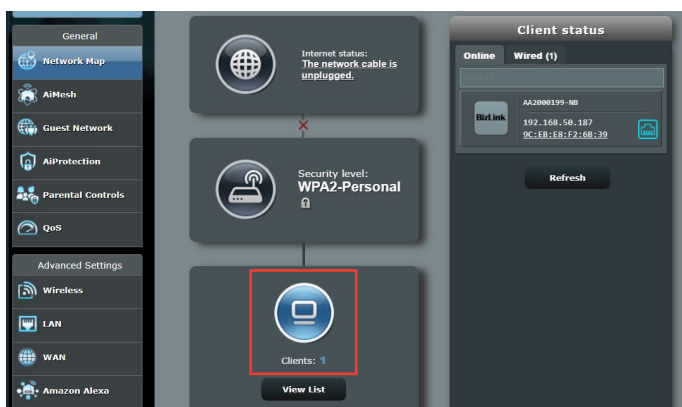 General
Network Map
AiMesh
Guest Network
AiProtection
Parental Controls
QoS
Advanced Settings
Wireless
LAN
WAN
Amazon Alexa
Internet status:
The network cable is
unplugged.
Security level:
WPA2-Personal
Clients: 1
View List
Client status
Online Wired (1)
Search
BizLink
AA2000199-NB
192.168.50.187
9C:EB:E8:F2:6B:39
Refresh